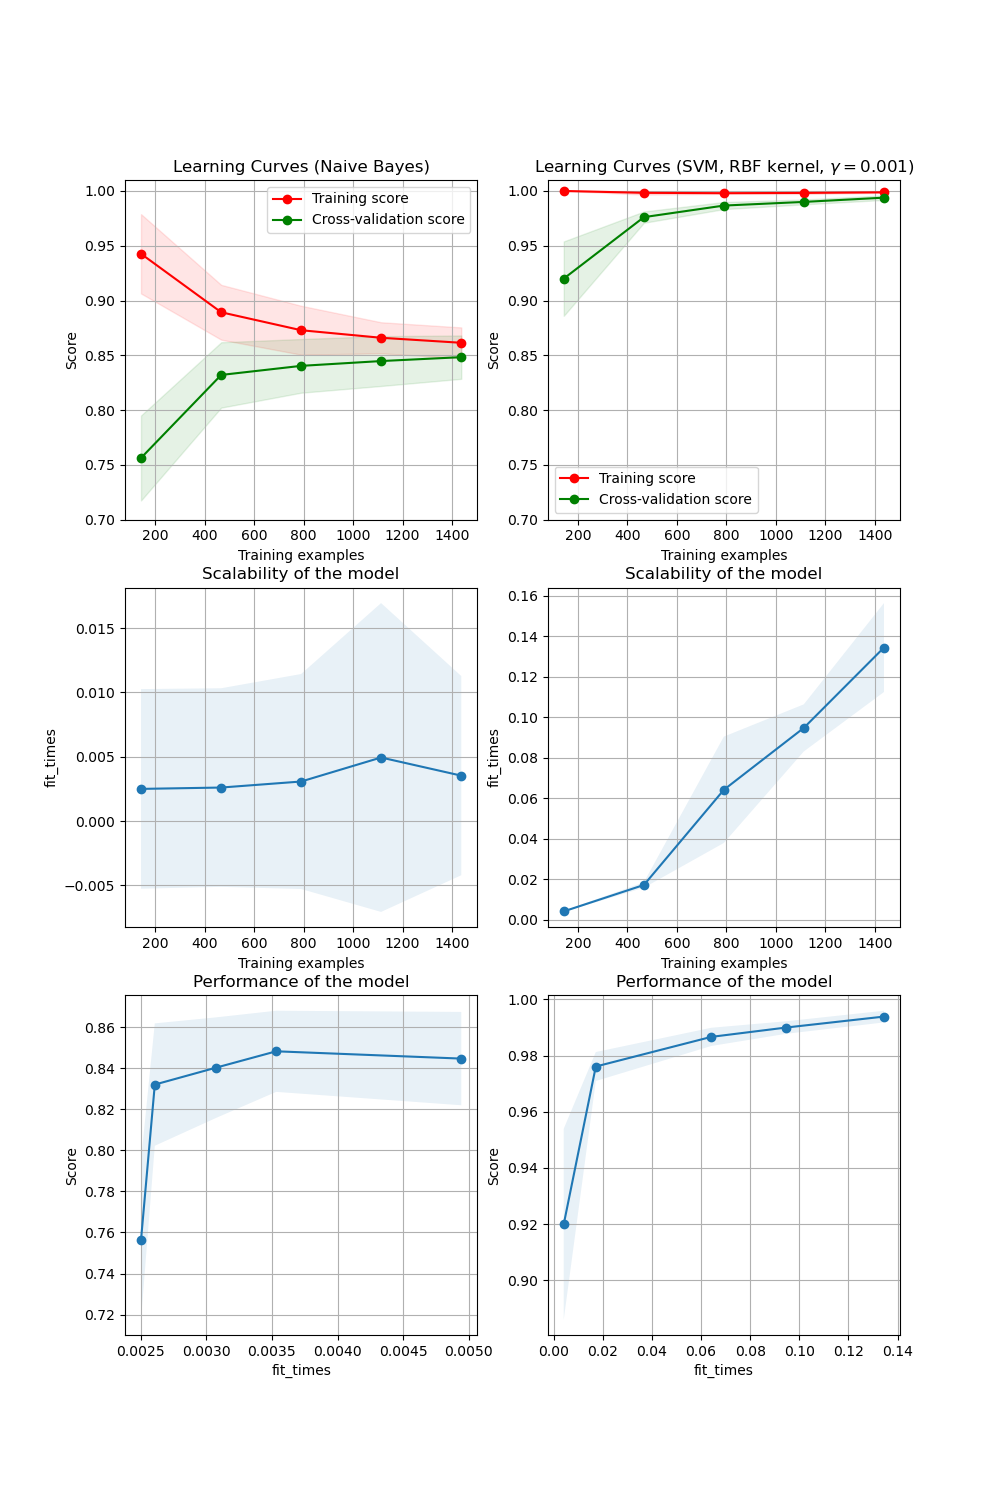 Learning Curves (Naive Bayes)
1.00
0.95
0.90
0.85
0.80
0.75
0.70
Score
Training score
Cross-validation score
200 400 600 800 1000 1200 1400
Training examples
Learning Curves (SVM, RBF kernel, γ = 0.001)
1.00
0.95
0.90
0.85
0.80
0.75
0.70
Score
Training score
Cross-validation score
200 400 600 800 1000 1200 1400
Training examples
Scalability of the model
0.015
0.010
0.005
0.000
−0.005
fit_times
200 400 600 800 1000 1200 1400
Training examples
Scalability of the model
0.16
0.14
0.12
0.10
0.08
0.06
0.04
0.02
0.00
fit_times
200 400 600 800 1000 1200 1400
Training examples
Performance of the model
0.86
0.84
0.82
0.80
0.78
0.76
0.74
0.72
Score
0.0025 0.0030 0.0035 0.0040 0.0045 0.0050
fit_times
Performance of the model
1.00
0.98
0.96
0.94
0.92
0.90
Score
0.00 0.02 0.04 0.06 0.08 0.10 0.12 0.14
fit_times